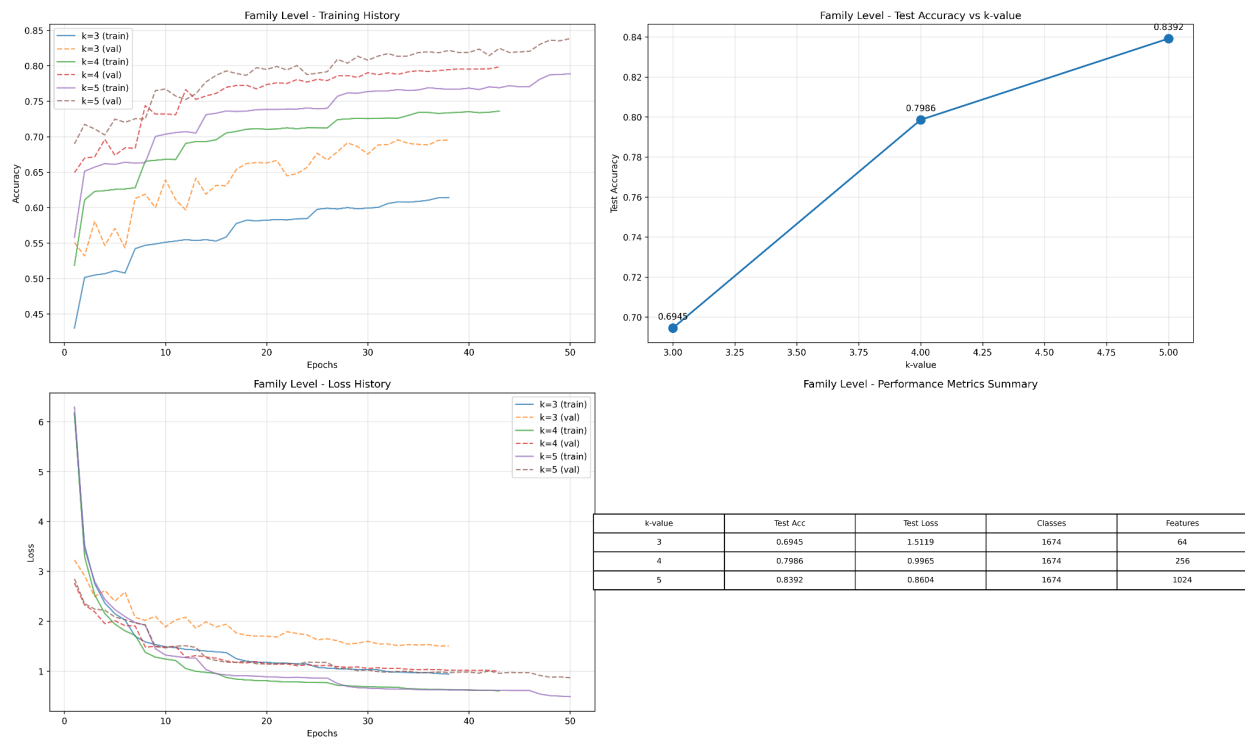 Family Level - Training History
k=3 (train)
k=3 (val)
k=4 (train)
k=4 (val)
k=5 (train)
k=5 (val)
0.85
0.80
0.75
0.70
0.65
0.60
0.55
0.50
0.45
Accuracy
0 10 20 30 40 50
Epochs
Family Level - Test Accuracy vs k-value
0.8392
0.7986
0.6945
0.84
0.82
0.80
0.78
0.76
0.74
0.72
0.70
Test Accuracy
3.00 3.25 3.50 3.75 4.00 4.25 4.50 4.75 5.00
k-value
Family Level - Loss History
k=3 (train)
k=3 (val)
k=4 (train)
k=4 (val)
k=5 (train)
k=5 (val)
6
5
4
3
2
1
Loss
0 10 20 30 40 50
Epochs
Family Level - Performance Metrics Summary
k-value Test Acc Test Loss Classes Features
3 0.6945 1.5119 1674 64
4 0.7986 0.9965 1674 256
5 0.8392 0.8604 1674 1024